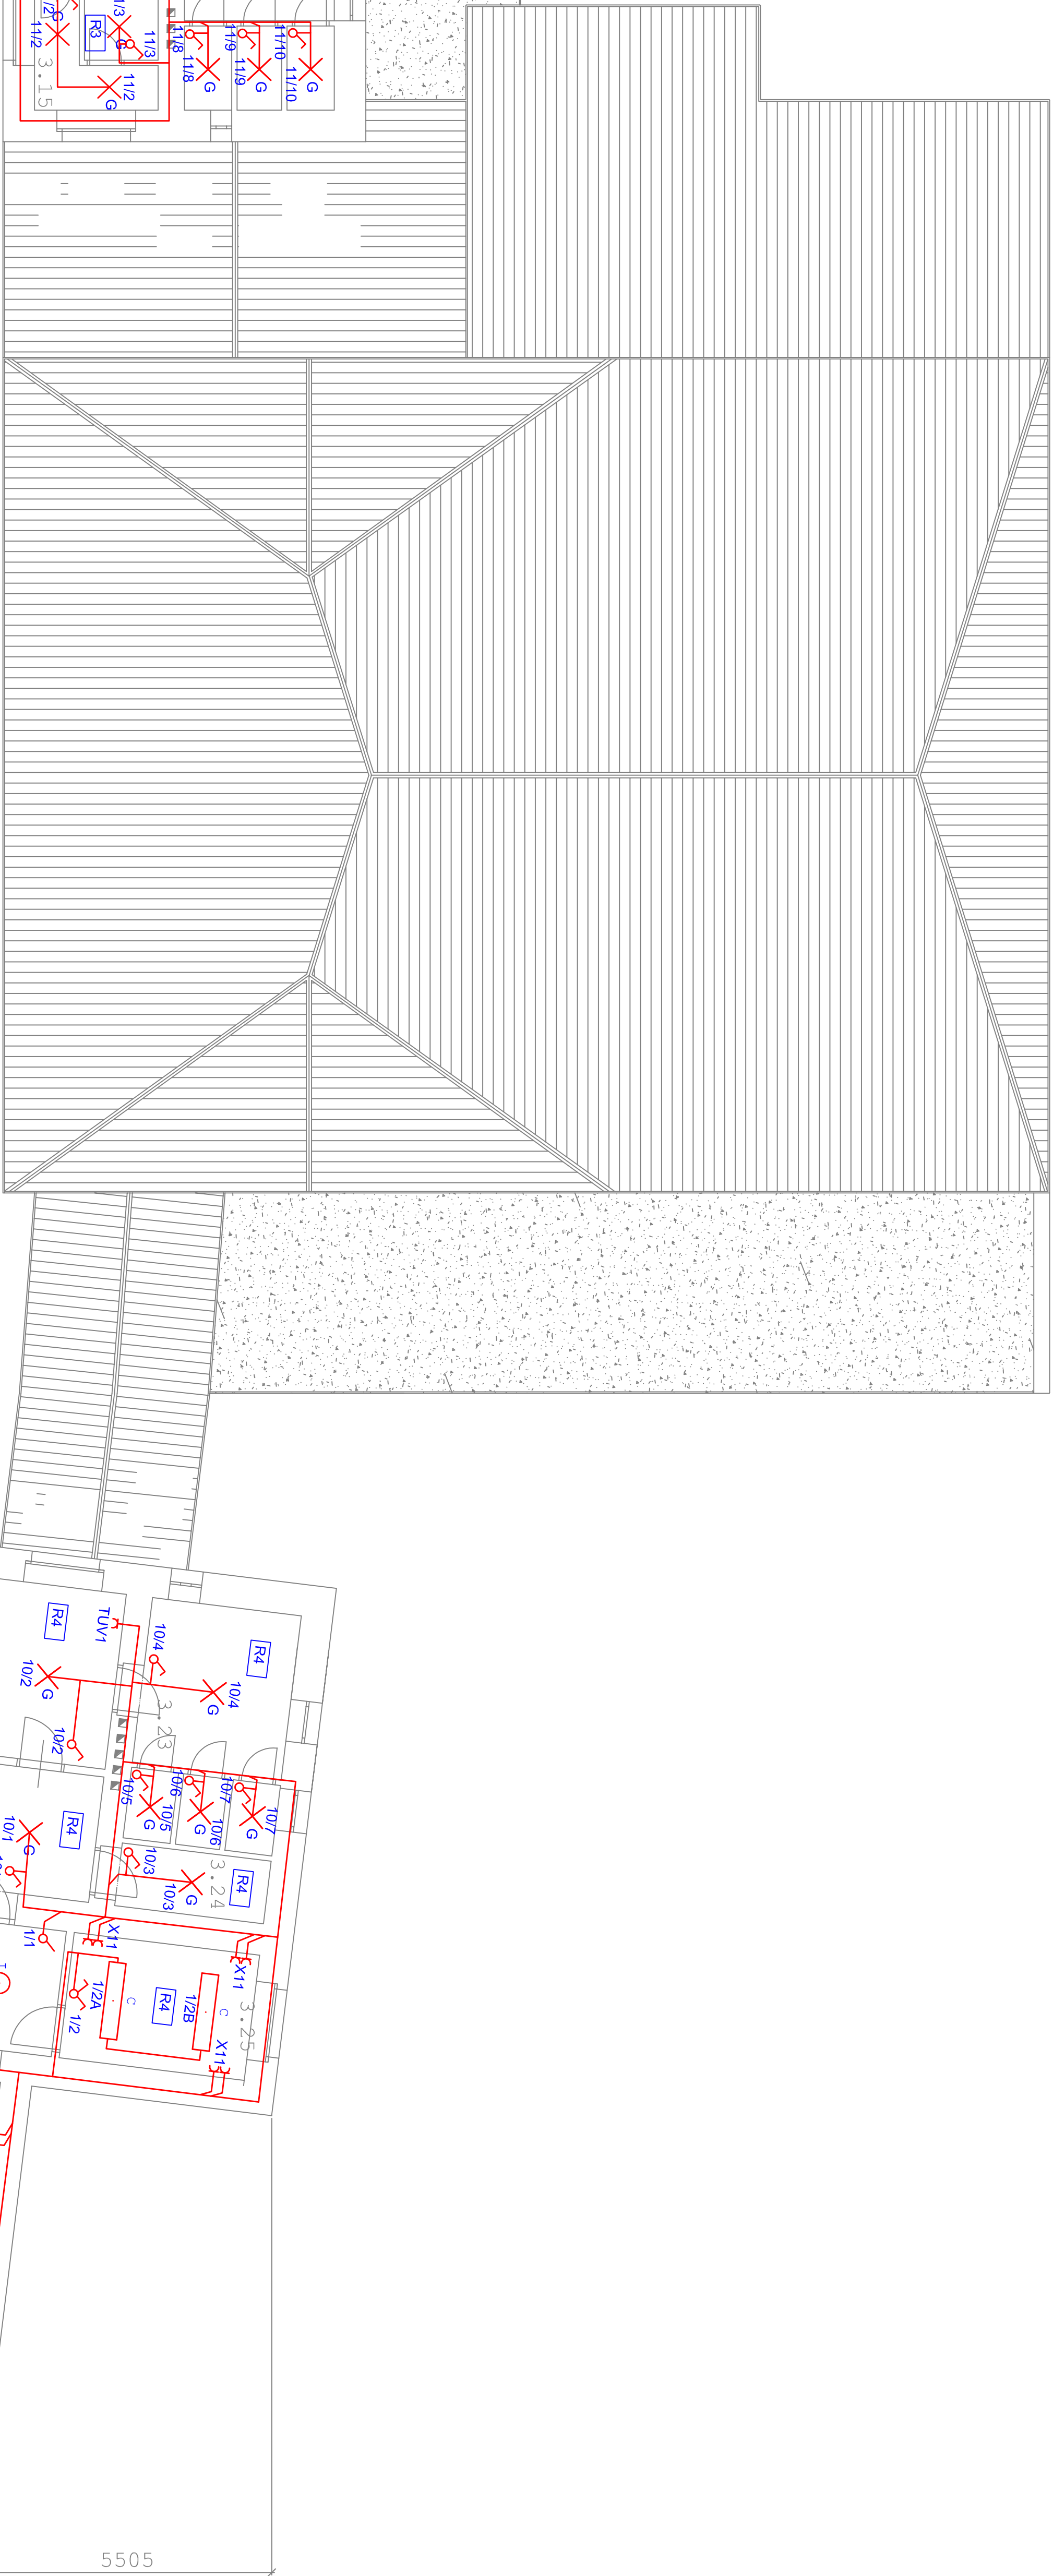 11/2
R3
11/3
11/8
11/9
11/10
G
G
11/2
G
3.15
11/8
G
11/9
G
11/10
G
R4
TUV1
10/4
R4
10/2
G
10/4
G
10/2
3.23
10/5
10/6
10/7
10/5
G
10/6
G
10/7
G
10/1
G
R4
10/3
10/3
G
3.24
R4
1/1
X11
X11
1/2A
C
R4
1/2B
C
3.25
1/2
X11
5505